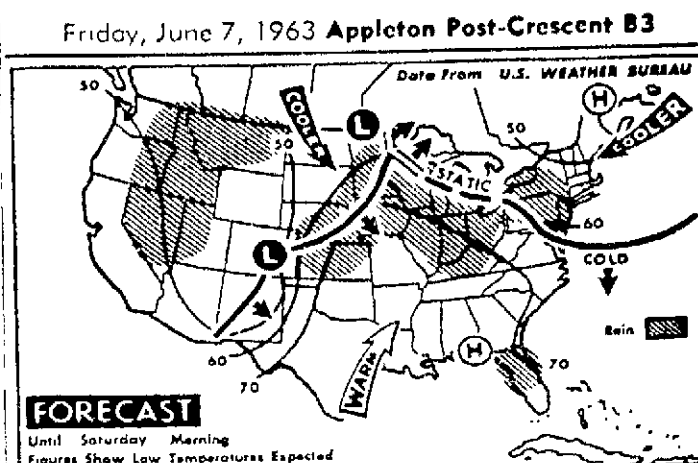 Friday, June 7, 1963 Appleton Post-Crescent B3
Data From U.S. WEATHER BUREAU
50
COOLER
L
H
COOLER
50
50
STATIC
60
L
COLD
Rain
H
60
70
WARM
70
FORECAST
Until Saturday Morning
Figures Show Low Temperatures Expected